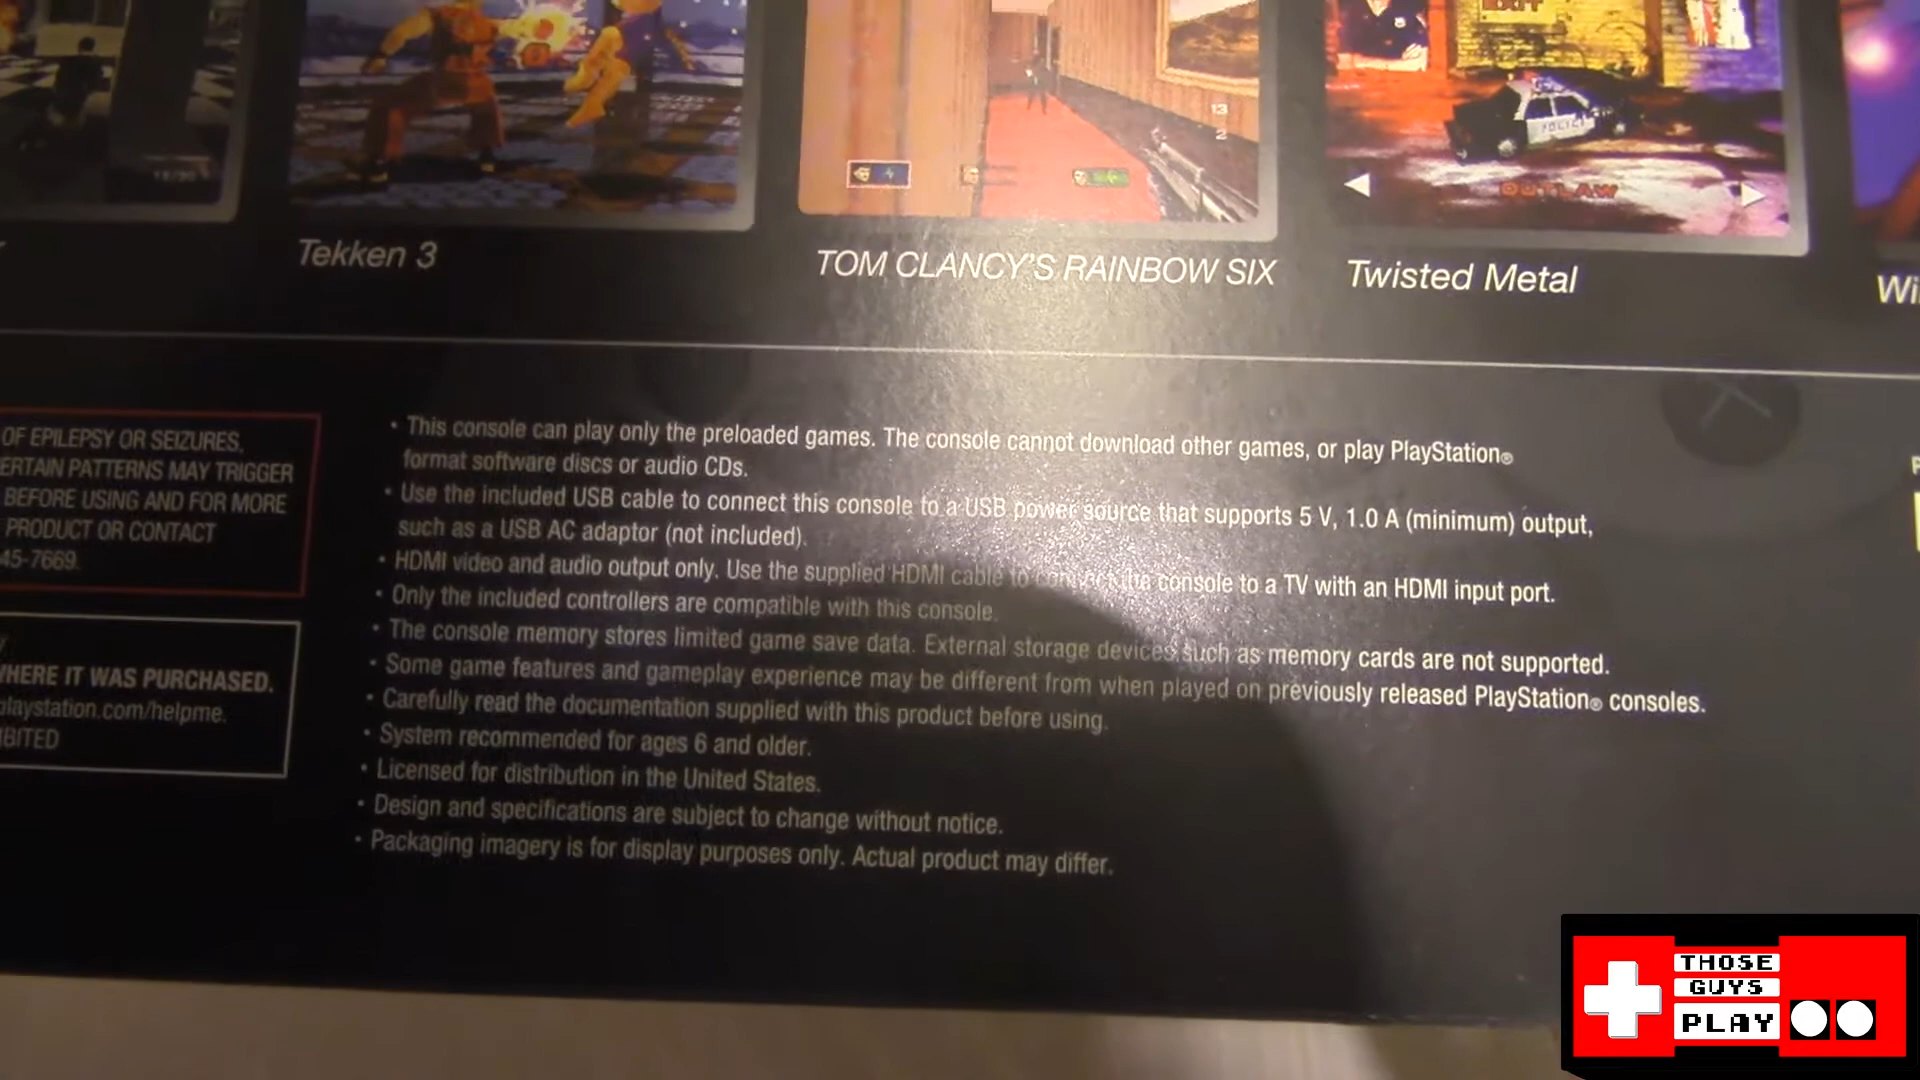 EXIT
13
2
POLICE
OUTLAW
Tekken 3
TOM CLANCY'S RAINBOW SIX
Twisted Metal
Wi
OF EPILEPSY OR SEIZURES,
ERTAIN PATTERNS MAY TRIGGER
BEFORE USING AND FOR MORE
PRODUCT OR CONTACT
45-7669.
HERE IT WAS PURCHASED.
playstation.com/helpme.
IBITED
• This console can play only the preloaded games. The console cannot download other games, or play PlayStation®
format software discs or audio CDs.
• Use the included USB cable to connect this console to a USB power source that supports 5 V, 1.0 A (minimum) output,
such as a USB AC adaptor (not included).
• HDMI video and audio output only. Use the supplied HDMI cable to connect the console to a TV with an HDMI input port.
• Only the included controllers are compatible with this console.
• The console memory stores limited game save data. External storage devices such as memory cards are not supported.
• Some game features and gameplay experience may be different from when played on previously released PlayStation® consoles.
• Carefully read the documentation supplied with this product before using.
• System recommended for ages 6 and older.
• Licensed for distribution in the United States.
• Design and specifications are subject to change without notice.
• Packaging imagery is for display purposes only. Actual product may differ.
THOSE
GUYS
PLAY